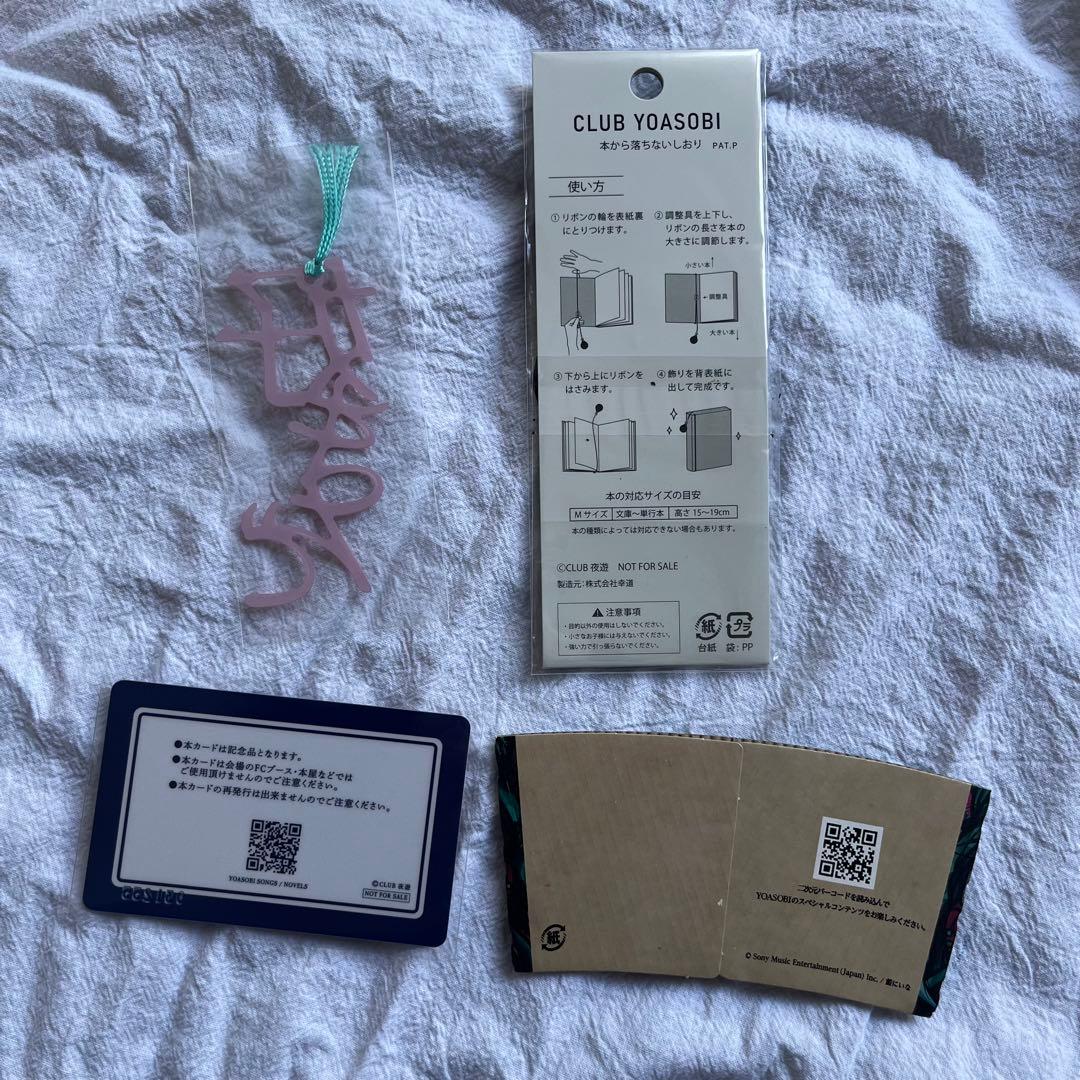 CLUB YOASOBI
本から落ちないしおり PAT.P
使い方
①リボンの輪を表紙裏
にとりつけます。
②調整具を上下し、
リボンの長さを本の
大きさに調節します。
小さい本↑
←調整具
大きい本↓
③下から上にリボンを
はさみます。
④飾りを背表紙に
出して完成です。
本の対応サイズの目安
Mサイズ 文庫〜単行本 高さ 15〜19cm
本の種類によっては対応できない場合もあります。
©CLUB 夜遊 NOT FOR SALE
製造元:株式会社幸道
注意事項
・目的以外の使用はしないでください。
・小さなお子様には与えないでください。
・強い力で引っ張らないでください。
紙 プラ
台紙 袋:PP
●本カードは記念品となります。
●本カードは会場のFCブース・本屋などでは
ご使用頂けませんのでご注意ください。
●本カードの再発行は出来ませんのでご注意ください。
YOASOBI SONGS / NOVELS
©CLUB 夜遊
NOT FOR SALE
二次元バーコードを読み込んで
YOASOBIのスペシャルコンテンツをお楽しみください。
紙
© Sony Music Entertainment (Japan) Inc. / 藍にいな